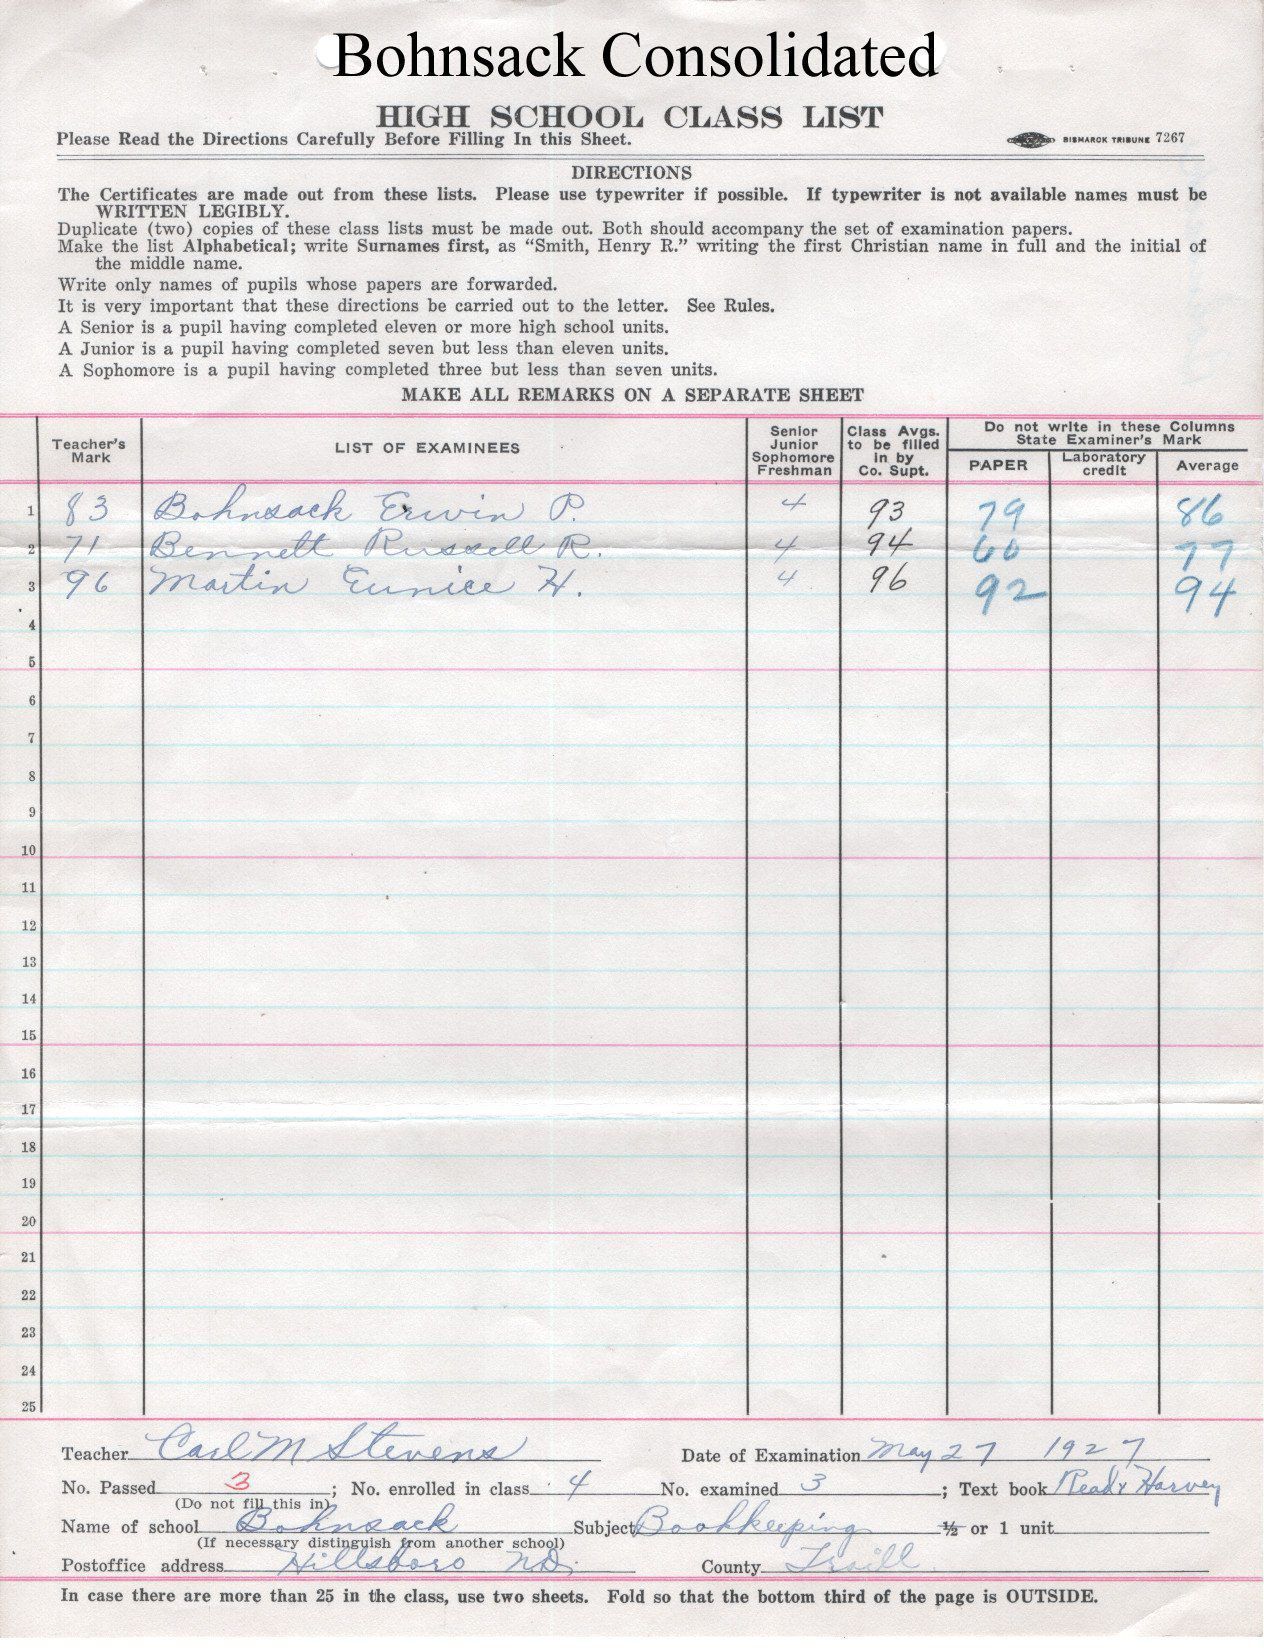 Bohnsack Consolidated
HIGH SCHOOL CLASS LIST
Please Read the Directions Carefully Before Filling In this Sheet.
BISMARCK TRIBUNE 7267
DIRECTIONS
The Certificates are made out from these lists. Please use typewriter if possible. If typewriter is not available names must be
WRITTEN LEGIBLY.
Duplicate (two) copies of these class lists must be made out. Both should accompany the set of examination papers.
Make the list Alphabetical; write Surnames first, as “Smith, Henry R.” writing the first Christian name in full and the initial of
the middle name.
Write only names of pupils whose papers are forwarded.
It is very important that these directions be carried out to the letter. See Rules.
A Senior is a pupil having completed eleven or more high school units.
A Junior is a pupil having completed seven but less than eleven units.
A Sophomore is a pupil having completed three but less than seven units.
MAKE ALL REMARKS ON A SEPARATE SHEET
Teacher's Mark LIST OF EXAMINEES Senior Junior Sophomore Freshman Class Avgs. to be filled in by Co. Supt. Do not write in these Columns State Examiner's Mark PAPER Laboratory credit Average
1 83 Bohnsack Erwin P. 4 93 79 86
2 71 Bennett Russell R. 4 94 60 77
3 96 Martin Eunice H. 4 96 92 94
4
5
6
7
8
9
10
11
12
13
14
15
16
17
18
19
20
21
22
23
24
25
Teacher Carl M Stevens Date of Examination May 27 1927
No. Passed 3; No. enrolled in class 4 No. examined 3; Text book Ready Harvey
(Do not fill this in)
Name of school Bohnsack Subject Bookkeeping ½ or 1 unit
(If necessary distinguish from another school)
Postoffice address Hillsboro N.D. County Traill
In case there are more than 25 in the class, use two sheets. Fold so that the bottom third of the page is OUTSIDE.